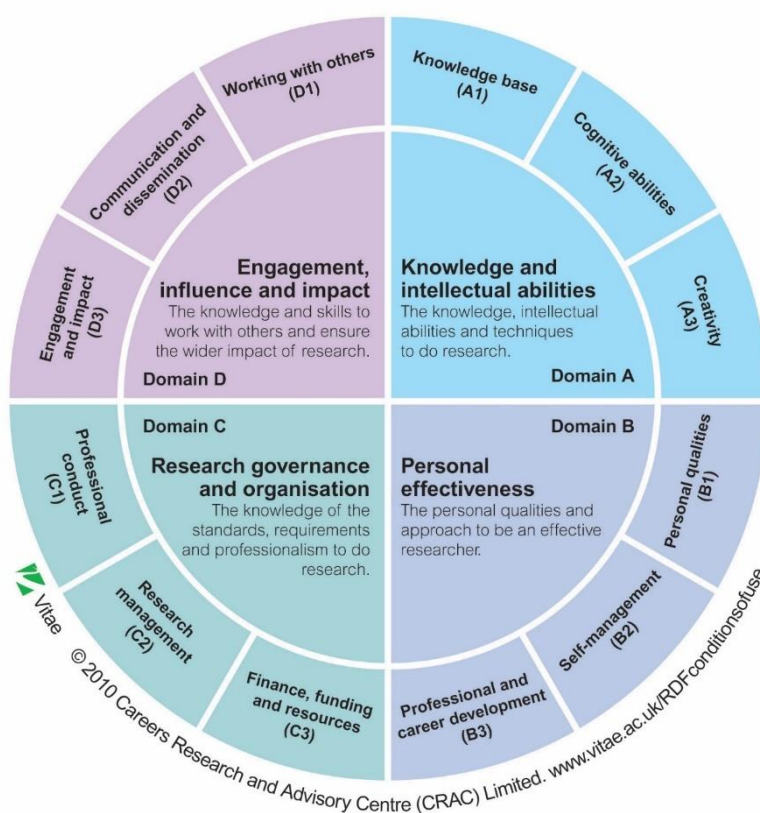 Working with others
(D1)
Knowledge base
(A1)
Communication and
dissemination
(D2)
Cognitive abilities
(A2)
Engagement
and impact
(D3)
Creativity
(A3)
Engagement,
influence and impact
The knowledge and skills to
work with others and ensure
the wider impact of research.
Domain D
Knowledge and
intellectual abilities
The knowledge, intellectual
abilities and techniques
to do research.
Domain A
Domain C
Research governance
and organisation
The knowledge of the
standards, requirements
and professionalism to do
research.
Domain B
Personal
effectiveness
The personal qualities and
approach to be an effective
researcher.
Professional
conduct
(C1)
Personal qualities
(B1)
Research
management
(C2)
Self-management
(B2)
Finance, funding
and resources
(C3)
Professional and
career development
(B3)
Vitae © 2010 Careers Research and Advisory Centre (CRAC) Limited. www.vitae.ac.uk/RDFconditionsofuse